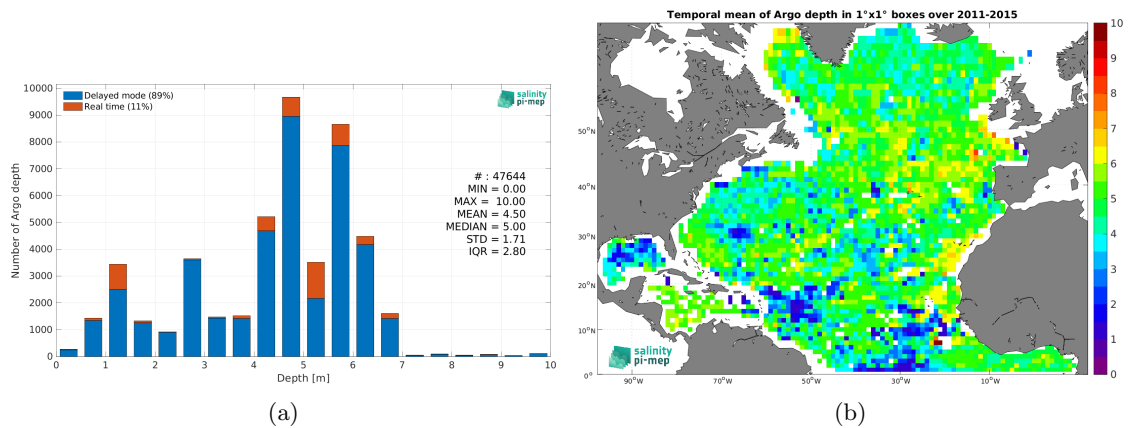 Delayed mode (89%)
Real time (11%)
salinity
pi-mep
10000
9000
8000
7000
6000
5000
4000
3000
2000
1000
0
Number of Argo depth
# : 47644
MIN = 0.00
MAX = 10.00
MEAN = 4.50
MEDIAN = 5.00
STD = 1.71
IQR = 2.80
0 1 2 3 4 5 6 7 8 9 10
Depth [m]
(a)
Temporal mean of Argo depth in 1°x1° boxes over 2011-2015
50°N
40°N
30°N
20°N
10°N
0°
90°W 70°W 50°W 30°W 10°W
salinity
pi-mep
10
9
8
7
6
5
4
3
2
1
0
(b)